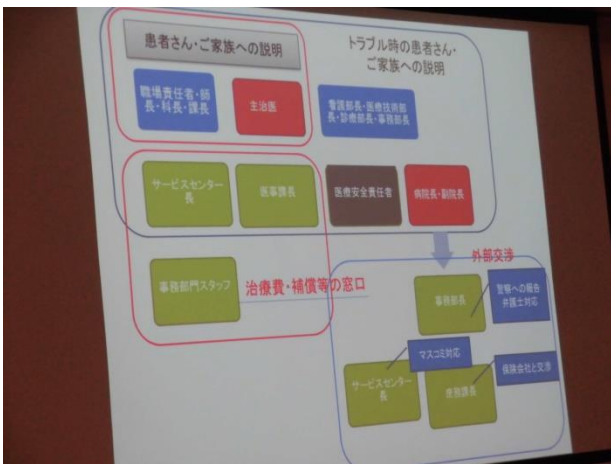 患者さん・ご家族への説明
トラブル時の患者さん・
ご家族への説明
職場責任者・師
長・科長・課長
主治医
看護部長・医療技術部
長・診療部長・事務部長
サービスセンター
長
医事課長
医療安全責任者
病院長・副院長
事務部門スタッフ
治療費・補償等の窓口
外部交渉
事務部長
警察への報告
弁護士対応
マスコミ対応
サービスセンター
長
庶務課長
保険会社と交渉